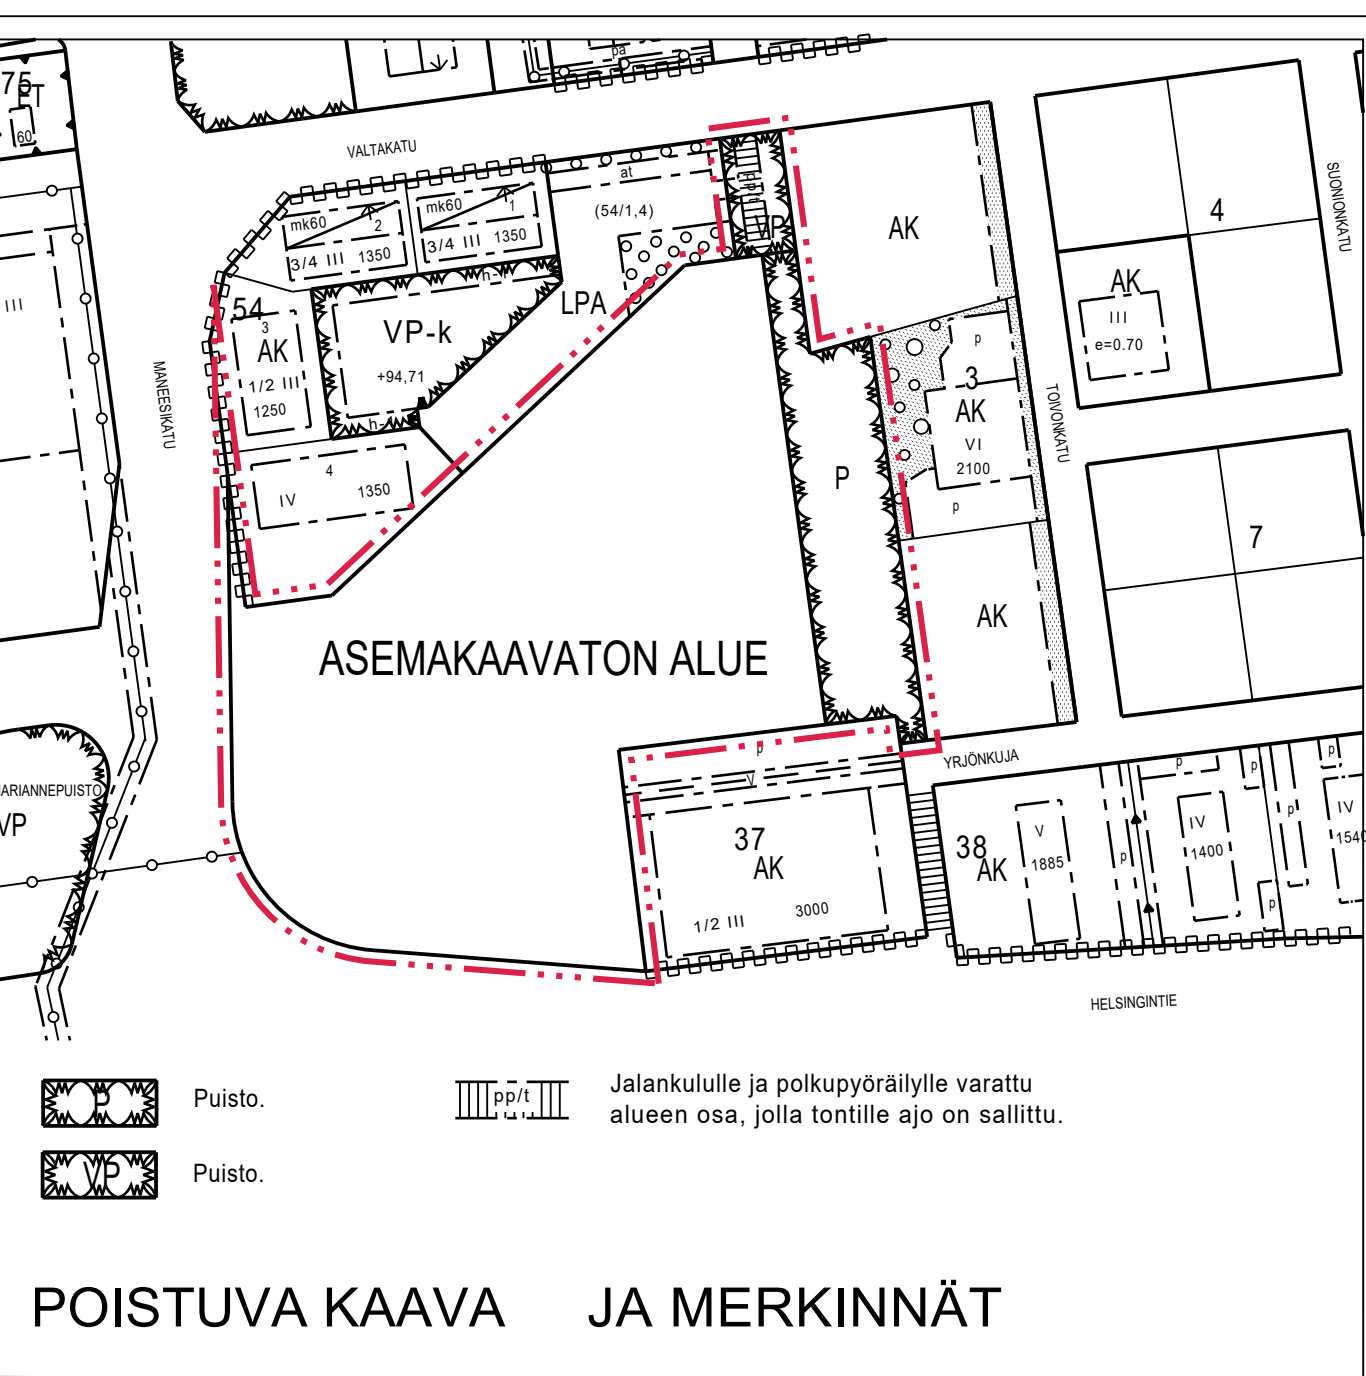 pa
75
ET
60
VALTAKATU
at
(54/1,4)
pp/t
VP
AK
4
SUONIONKATU
mk60
2
3/4 III 1350
mk60
1
3/4 III 1350
h-1
LPA
54
3
AK
1/2 III
1250
VP-k
+94,71
MANEESIKATU
III
4
IV
1350
p
3
AK
VI
2100
p
P
TOIVONKATU
AK
III
e=0.70
7
AK
ASEMAKAAVATON ALUE
YRJÖNKUJA
p
V
37
AK
1/2 III
3000
38
AK
V
1885
p
p
IV
1400
p
p
p
p
IV
1540
ARIANNEPUISTO
VP
HELSINGINTIE
P
Puisto.
pp/t
Jalankululle ja polkupyöräilylle varattu
alueen osa, jolla tontille ajo on sallittu.
VP
Puisto.
POISTUVA KAAVA JA MERKINNÄT